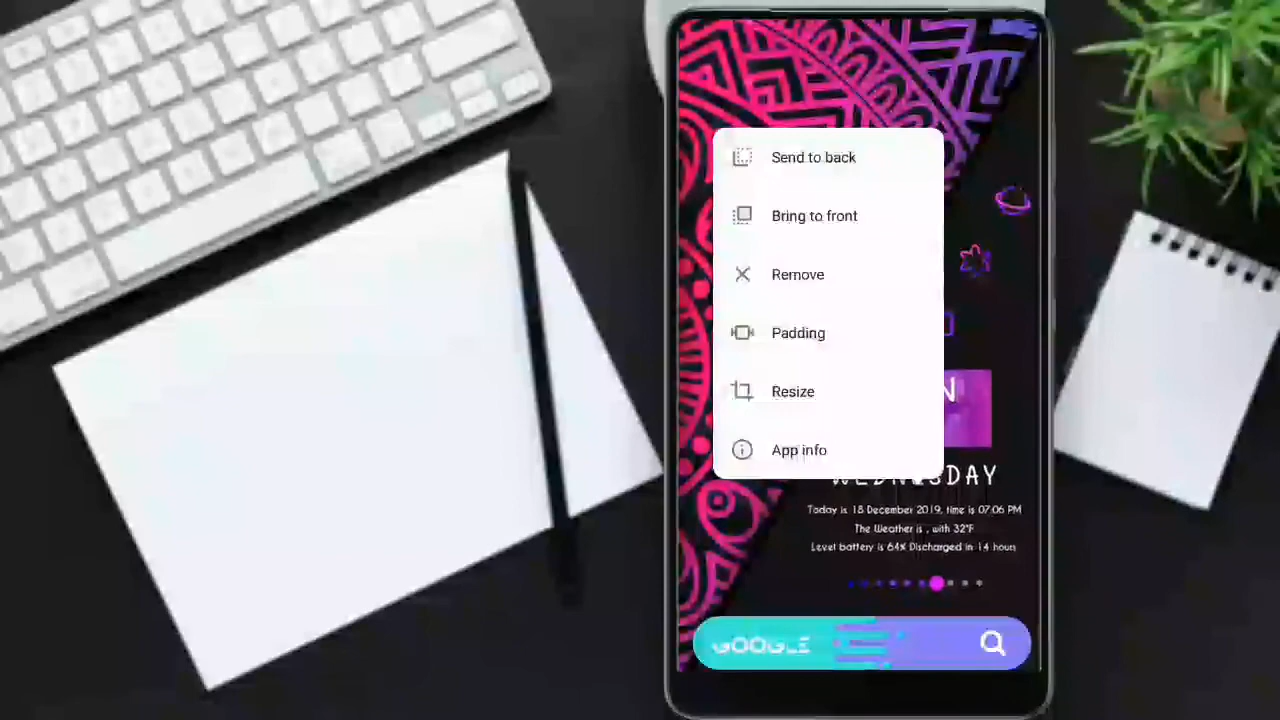 Send to back
Bring to front
Remove
Padding
Resize
App info
N
WEDNESDAY
Today is 18 December 2019, time is 07.06 PM
The Weather is , with 32°F
Level battery is 64% Discharged in 14 hours
GOOGLE